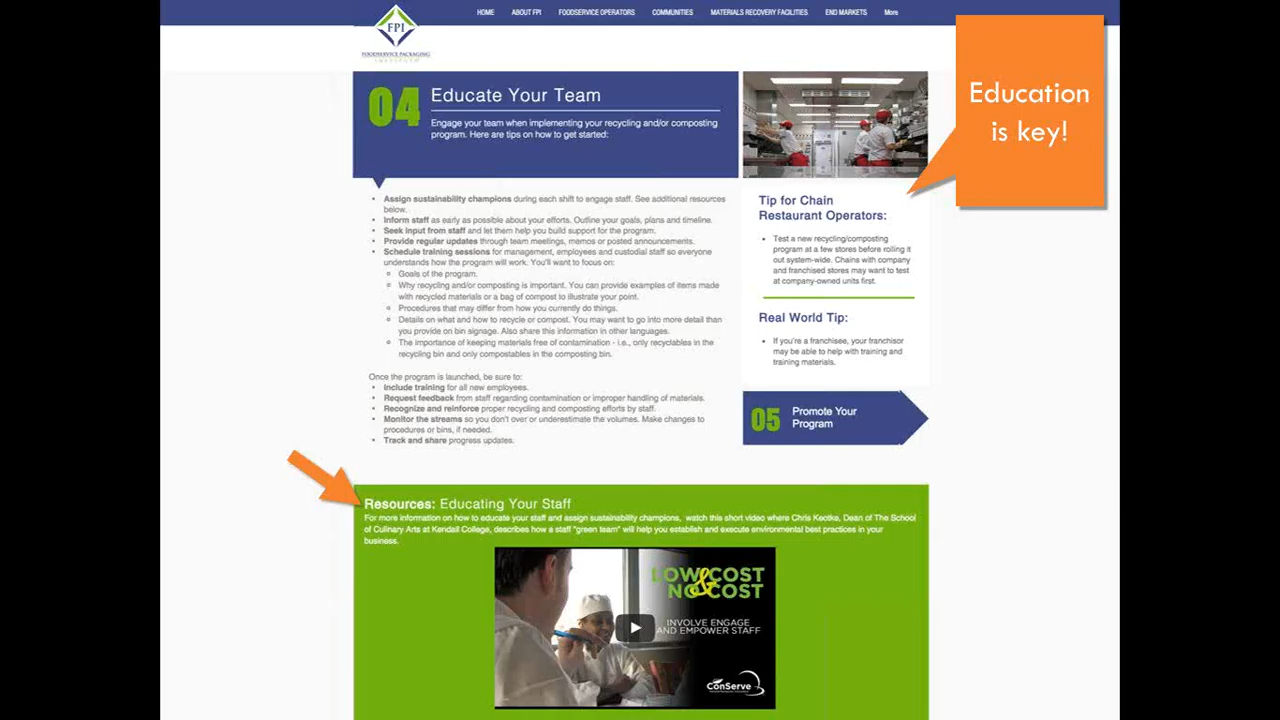 HOME ABOUT FPI FOODSERVICE OPERATORS COMMUNITIES MATERIALS RECOVERY FACILITIES END MARKETS More
FPI
FOODSERVICE PACKAGING
INSTITUTE
Education
is key!
04 Educate Your Team
Engage your team when implementing your recycling and/or composting
program. Here are tips on how to get started:
• Assign sustainability champions during each shift to engage staff. See additional resources
below.
• Inform staff as early as possible about your efforts. Outline your goals, plans and timeline.
• Seek input from staff and let them help you build support for the program.
• Provide regular updates through team meetings, memos or posted announcements.
• Schedule training sessions for management, employees and custodial staff so everyone
understands how the program will work. You'll want to focus on:
Goals of the program.
Why recycling and/or composting is important. You can provide examples of items made
with recycled materials or a bag of compost to illustrate your point.
Procedures that may differ from how you currently do things.
Details on what and how to recycle or compost. You may want to go into more detail than
you provide on bin signage. Also share this information in other languages.
The importance of keeping materials free of contamination - i.e., only recyclables in the
recycling bin and only compostables in the composting bin.
Once the program is launched, be sure to:
• Include training for all new employees.
• Request feedback from staff regarding contamination or improper handling of materials.
• Recognize and reinforce proper recycling and composting efforts by staff.
• Monitor the streams so you don't over or underestimate the volumes. Make changes to
procedures or bins, if needed.
• Track and share progress updates.
Tip for Chain
Restaurant Operators:
• Test a new recycling/composting
program at a few stores before rolling it
out system-wide. Chains with company
and franchised stores may want to test
at company-owned units first.
Real World Tip:
• If you're a franchisee, your franchisor
may be able to help with training and
training materials.
05 Promote Your
Program
Resources: Educating Your Staff
For more information on how to educate your staff and assign sustainability champions, watch this short video where Chris Keotke, Dean of The School
of Culinary Arts at Kendall College, describes how a staff "green team" will help you establish and execute environmental best practices in your
business.
LOW COST
&
NO COST
INVOLVE ENGAGE
AND EMPOWER STAFF
ConServe